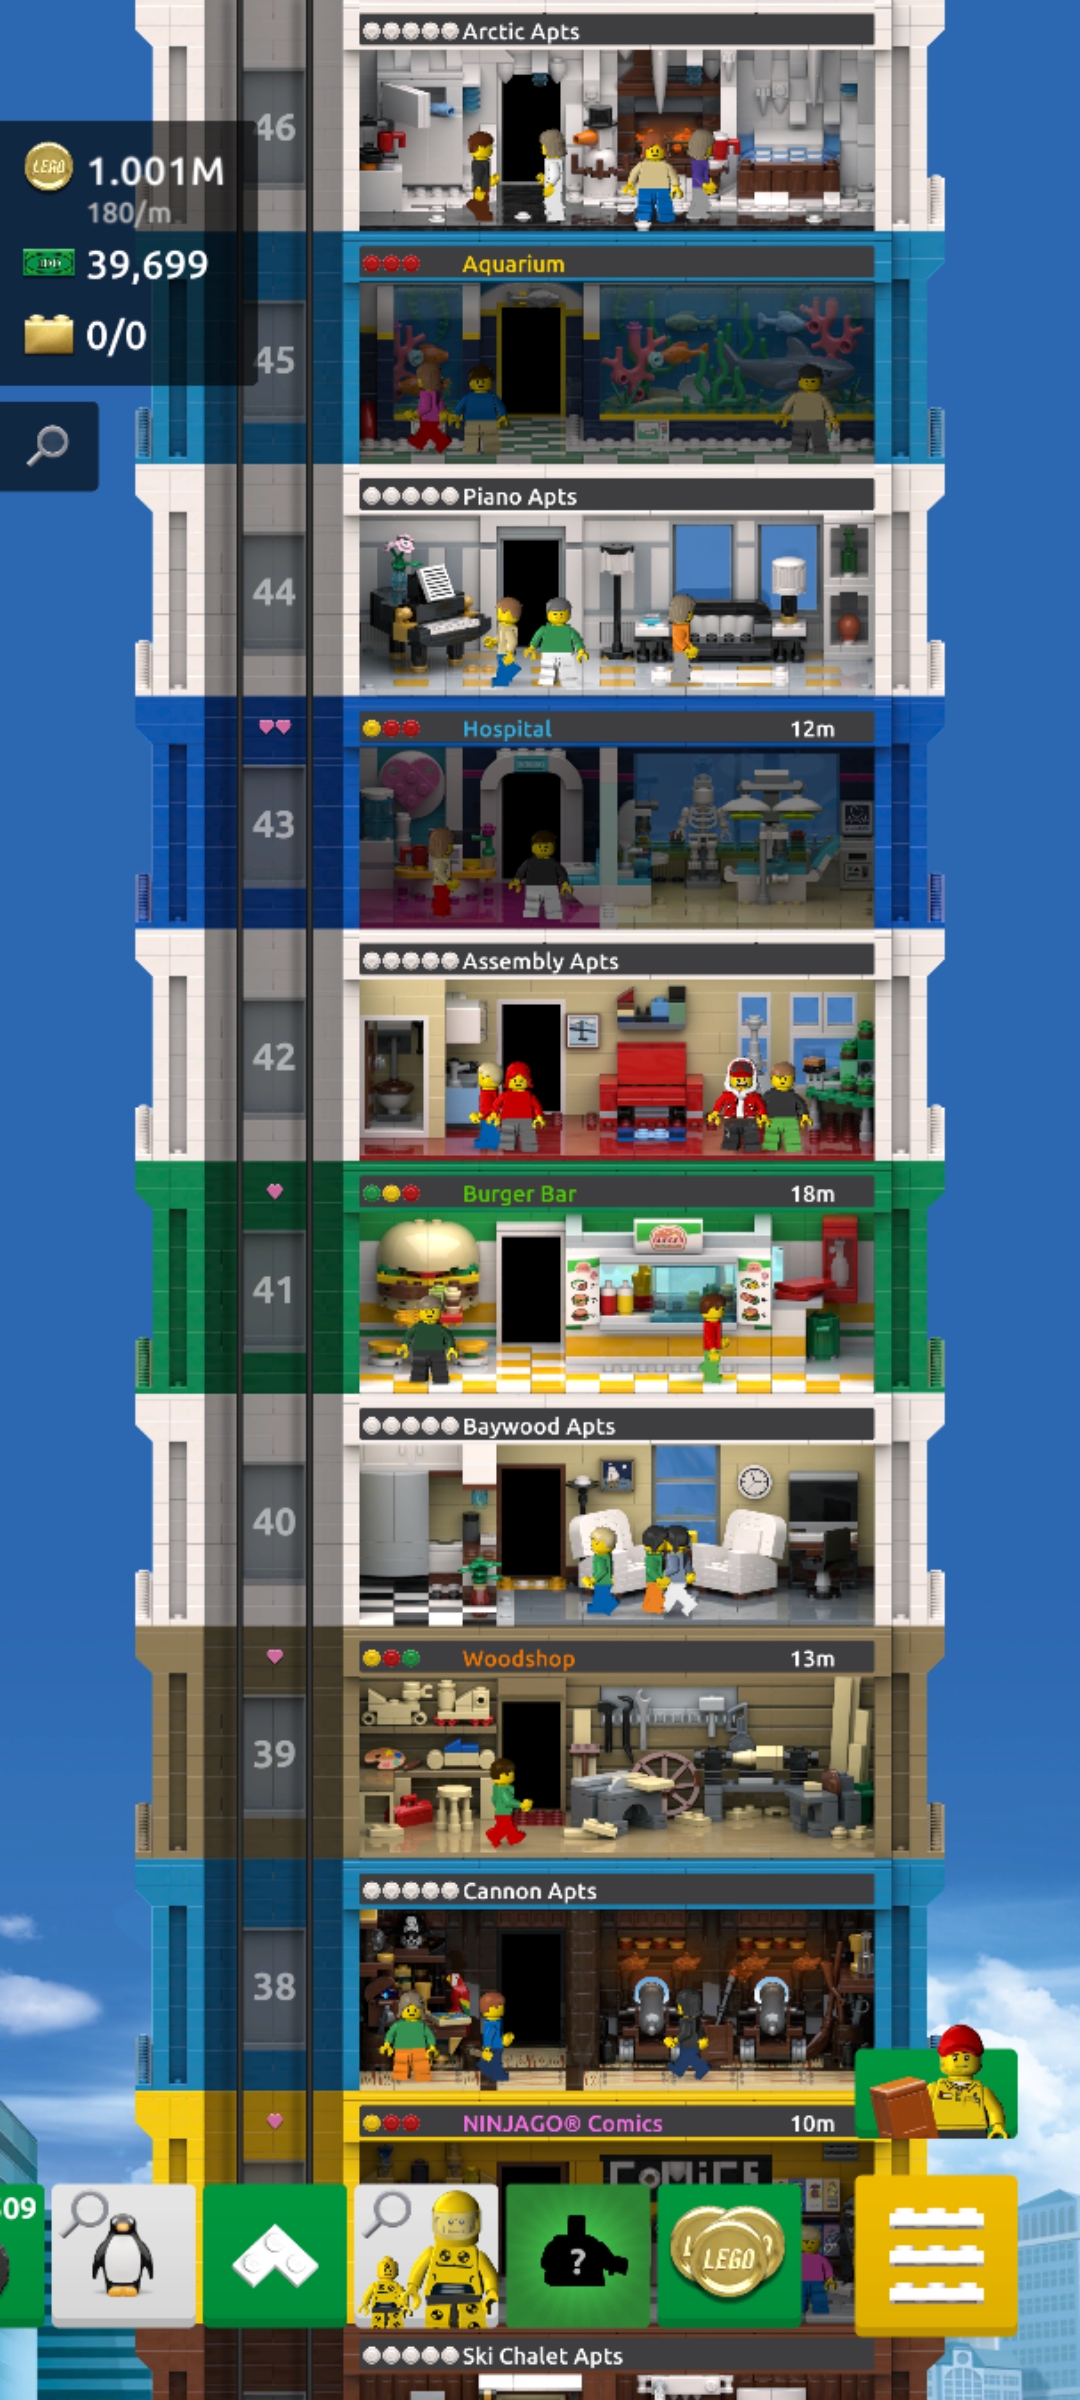 Arctic Apts
46
LEGO 1.001M
180/m
39,699
0/0
Aquarium
45
Piano Apts
44
Hospital 12m
43
Assembly Apts
42
Burger Bar 18m
41
Baywood Apts
40
Woodshop 13m
39
Cannon Apts
38
NINJAGO® Comics 10m
COMICS
09
?
LEGO
Ski Chalet Apts